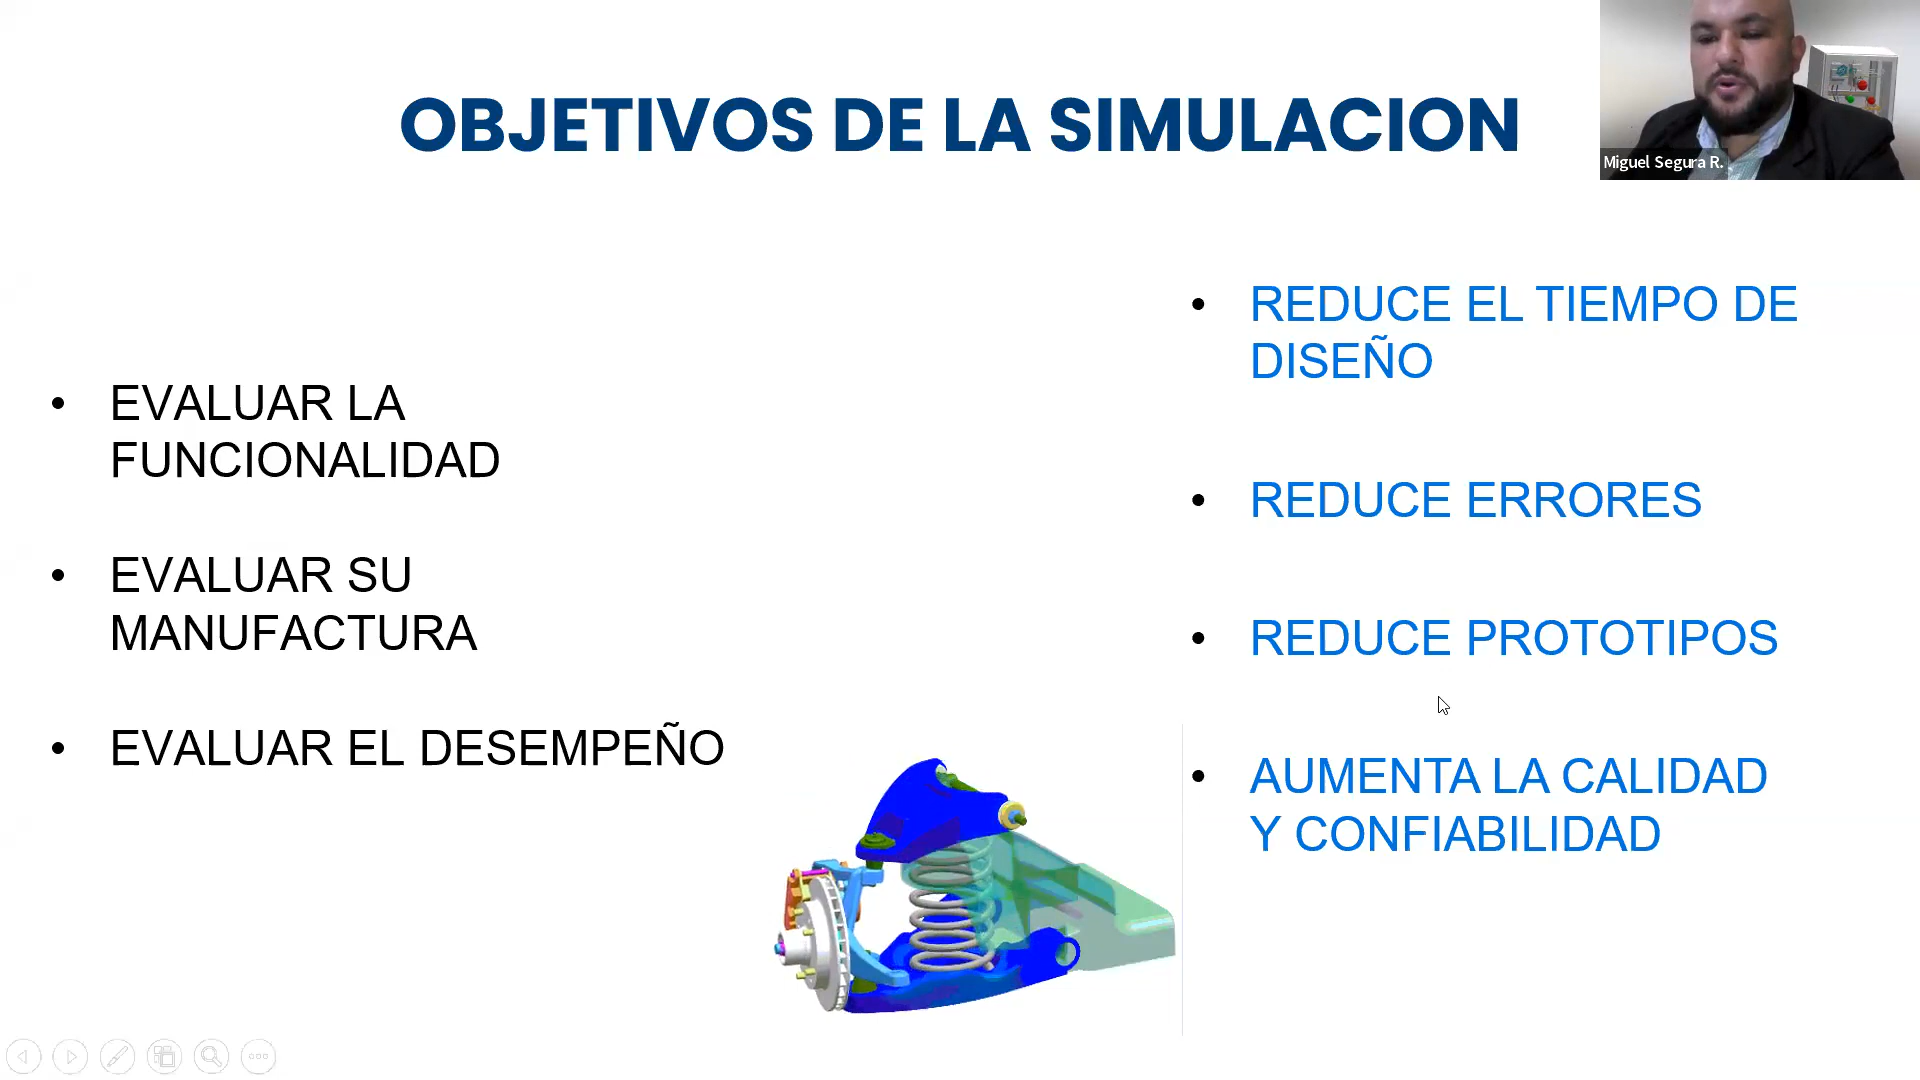 OBJETIVOS DE LA SIMULACION
Miguel Segura R.
• EVALUAR LA
FUNCIONALIDAD
• EVALUAR SU
MANUFACTURA
• EVALUAR EL DESEMPEÑO
• REDUCE EL TIEMPO DE
DISEÑO
• REDUCE ERRORES
• REDUCE PROTOTIPOS
• AUMENTA LA CALIDAD
Y CONFIABILIDAD